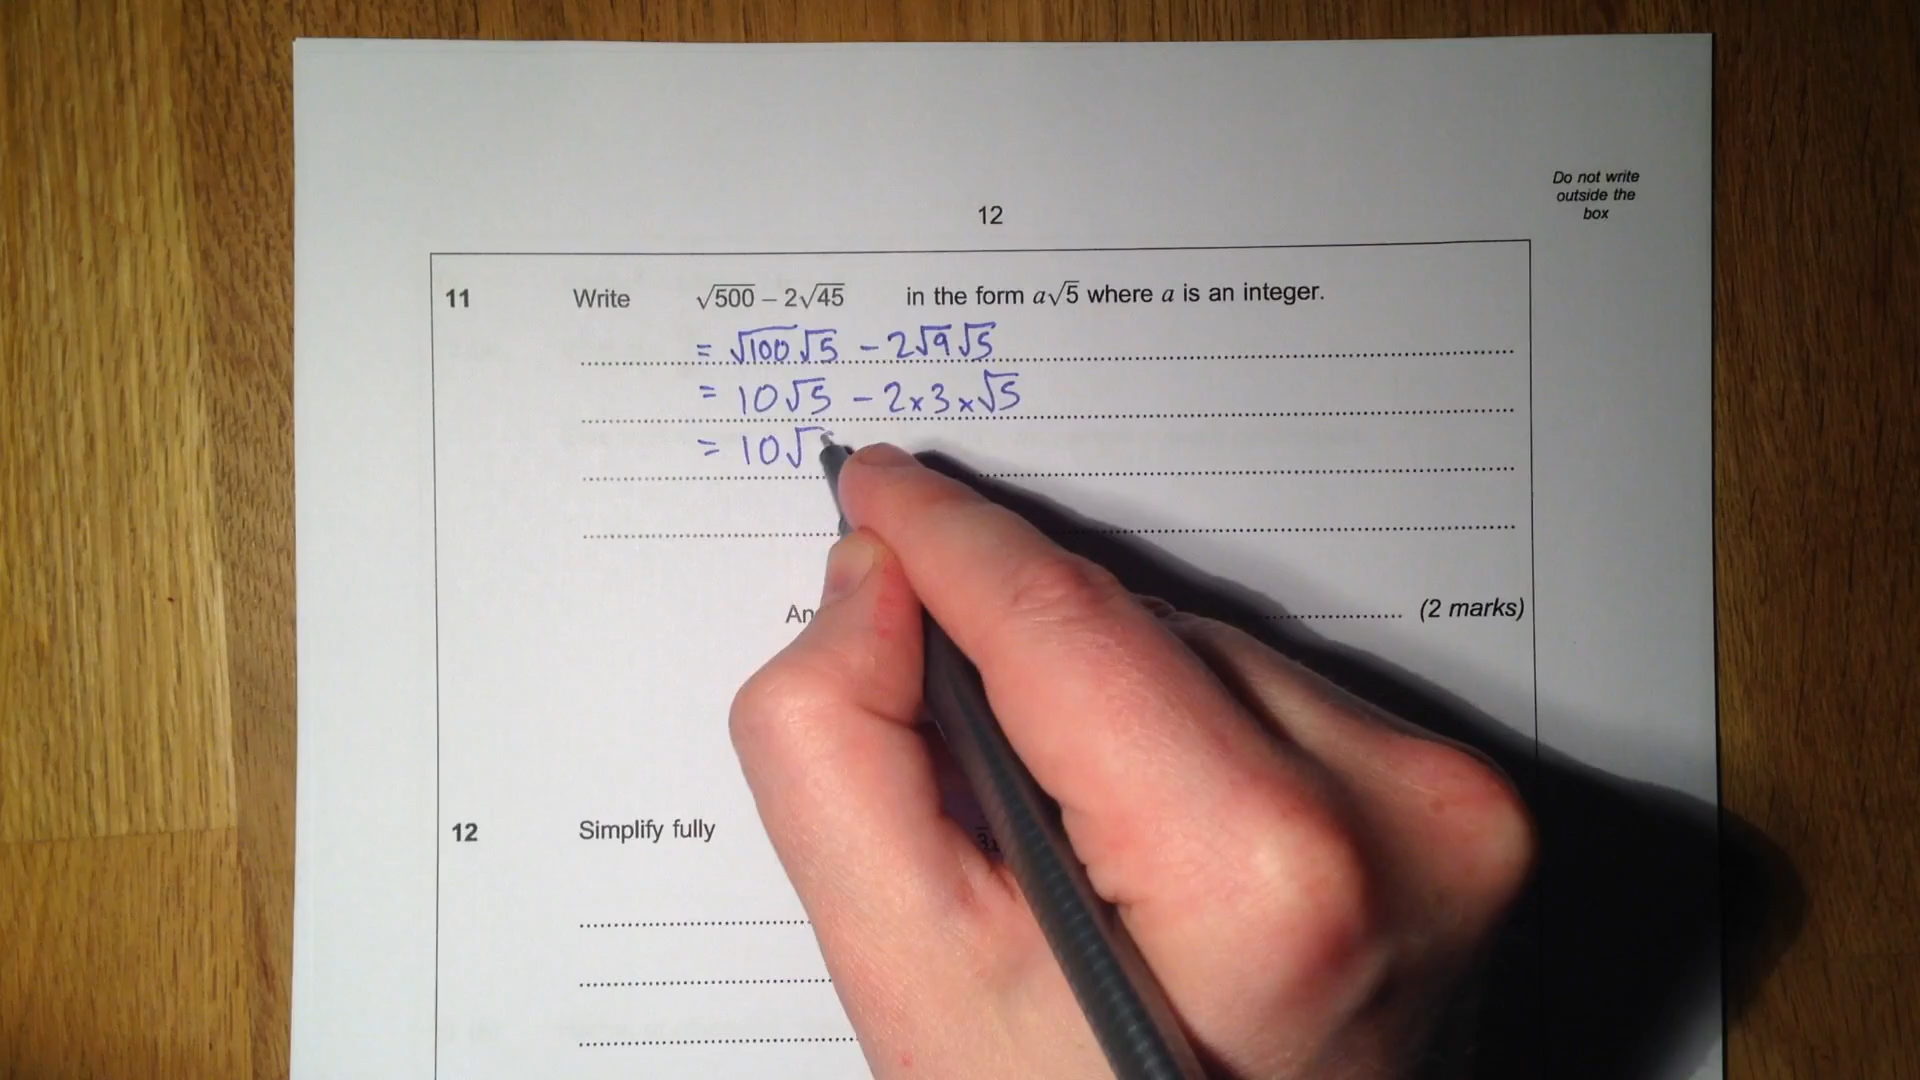 Do not write
outside the
box
12
11 Write √500 – 2√45 in the form a√5 where a is an integer.
= √100√5 – 2√9√5
= 10√5 – 2×3×√5
= 10√
(2 marks)
12 Simplify fully